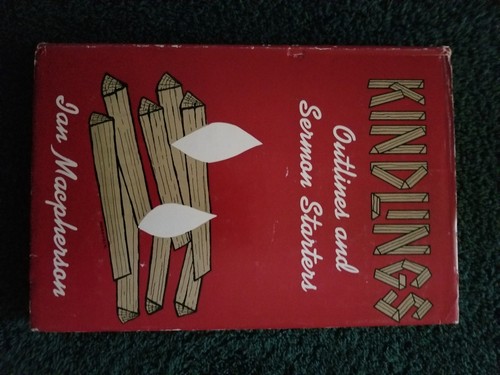 KINDLINGS
Outlines and
Sermon Starters
Ian Macpherson